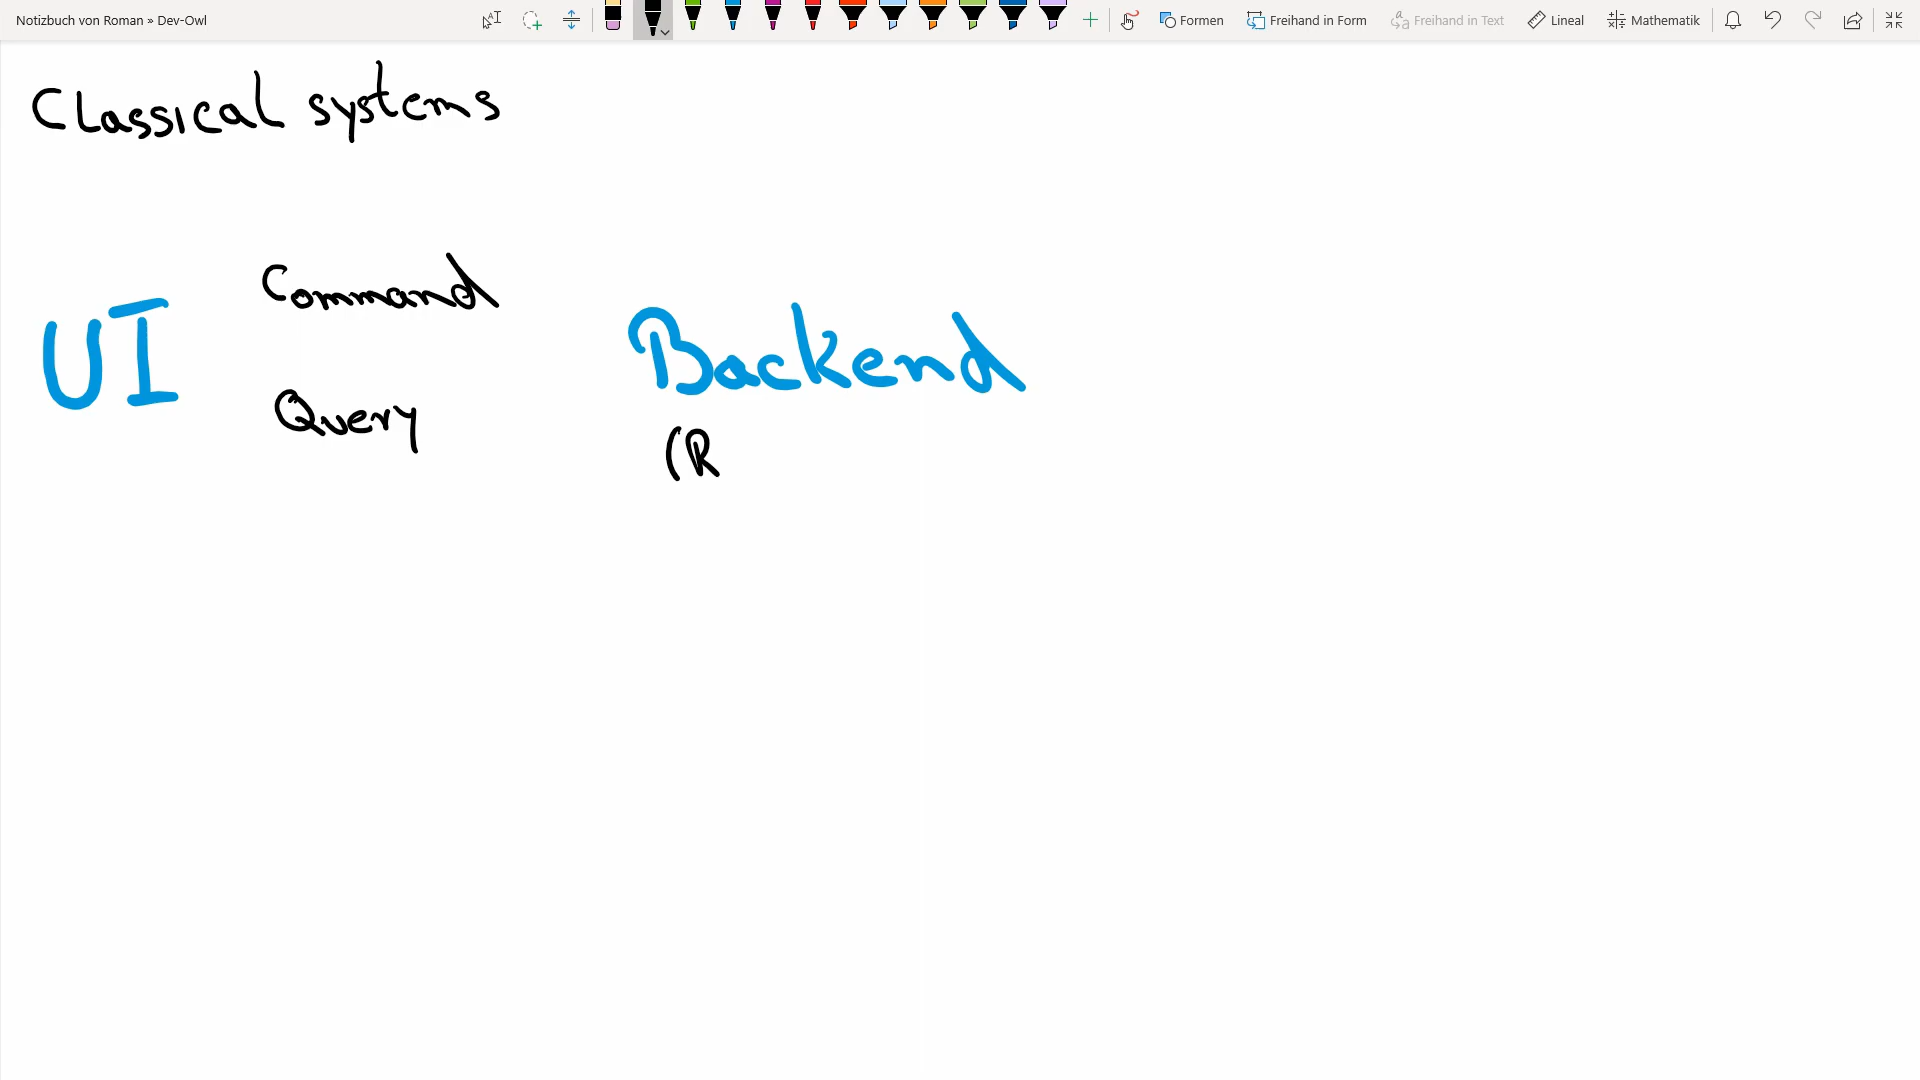 Notizbuch von Roman » Dev-Owl
Formen
Freihand in Form
Freihand in Text
Lineal
Mathematik
Classical systems
Command
UI
Backend
Query
(R